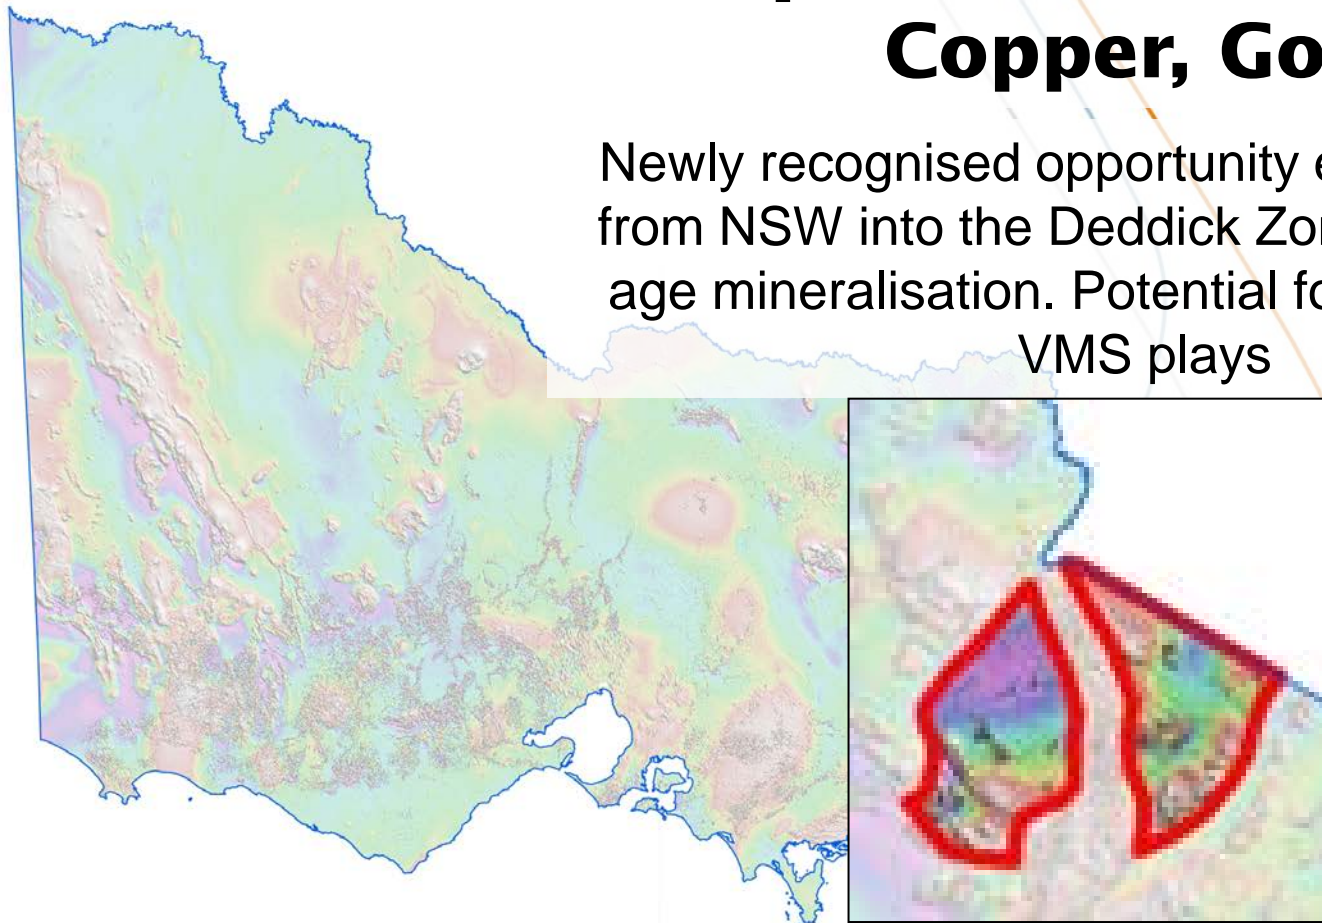 Copper, Go
Newly recognised opportunity e
from NSW into the Deddick Zo
age mineralisation. Potential fo
VMS plays